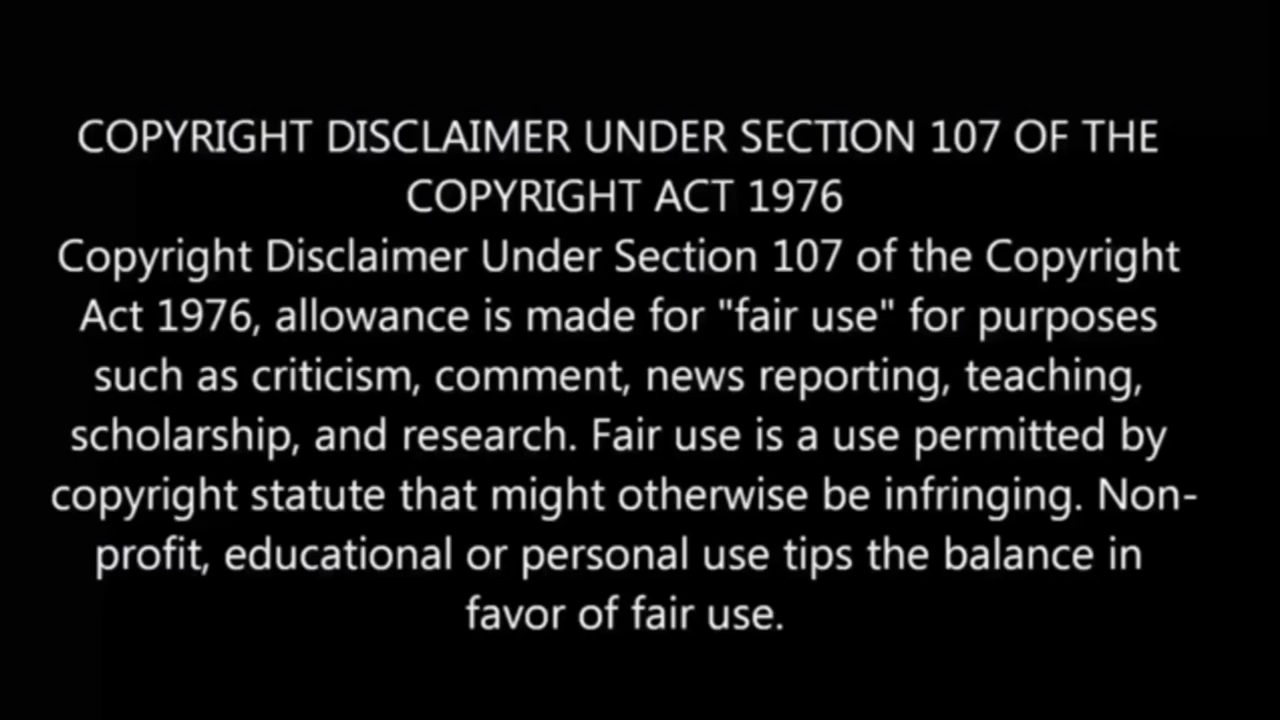 COPYRIGHT DISCLAIMER UNDER SECTION 107 OF THE
COPYRIGHT ACT 1976
Copyright Disclaimer Under Section 107 of the Copyright
Act 1976, allowance is made for "fair use" for purposes
such as criticism, comment, news reporting, teaching,
scholarship, and research. Fair use is a use permitted by
copyright statute that might otherwise be infringing. Non-
profit, educational or personal use tips the balance in
favor of fair use.